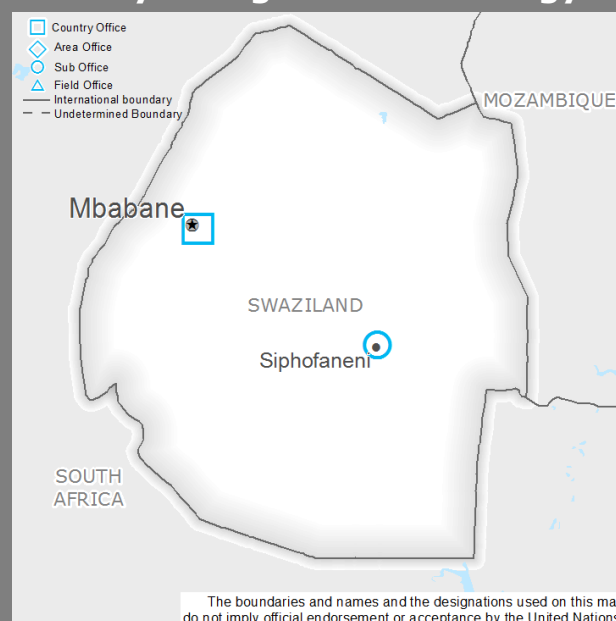 Country Office
Area Office
Sub Office
Field Office
International boundary
Undetermined Boundary
MOZAMBIQUE
Mbabane
SWAZILAND
Siphofaneni
SOUTH
AFRICA
The boundaries and names and the designations used on this ma
do not imply official endorsement or acceptance by the United Nations